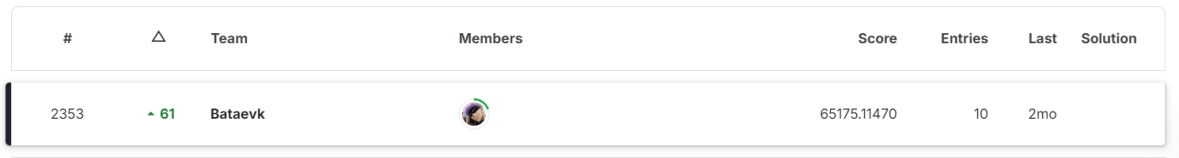 # △ Team Members Score Entries Last Solution
2353 61 Bataevk 65175.11470 10 2mo